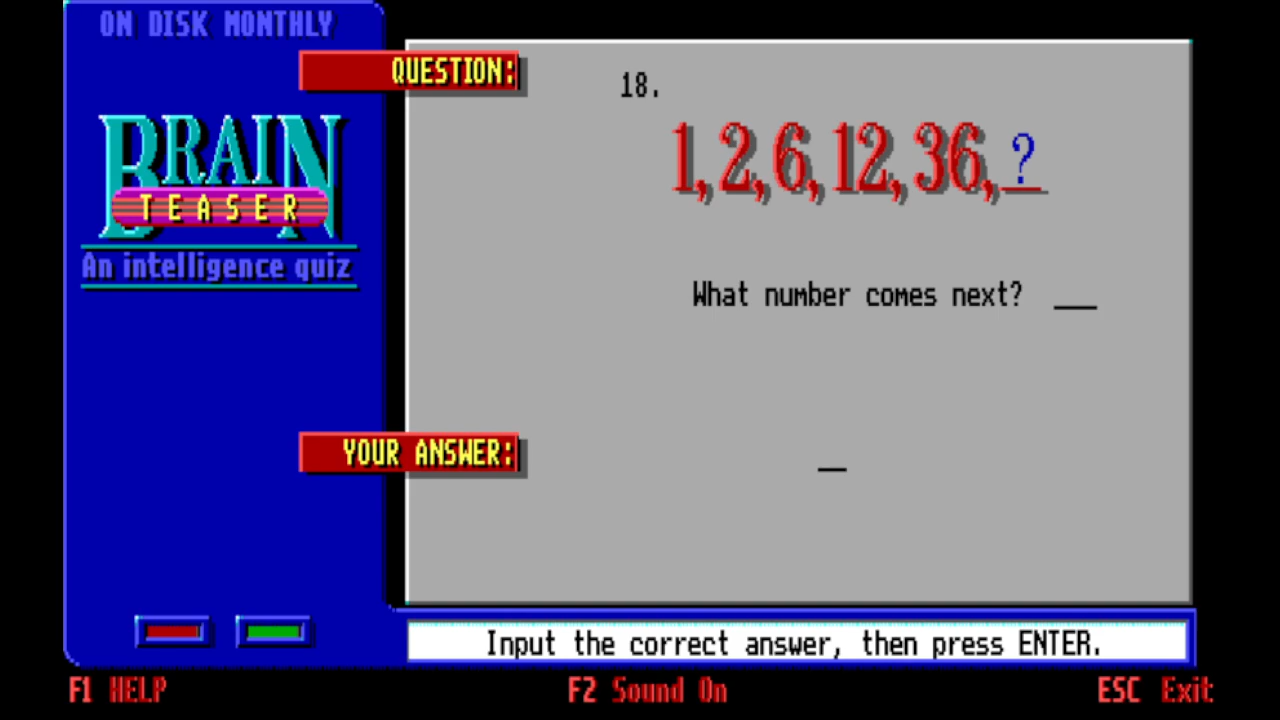 ON DISK MONTHLY
BRAIN
TEASER
An intelligence quiz
QUESTION:
18.
1,2,6,12,36,?
What number comes next? ___
YOUR ANSWER:
Input the correct answer, then press ENTER.
F1 HELP
F2 Sound On
ESC Exit